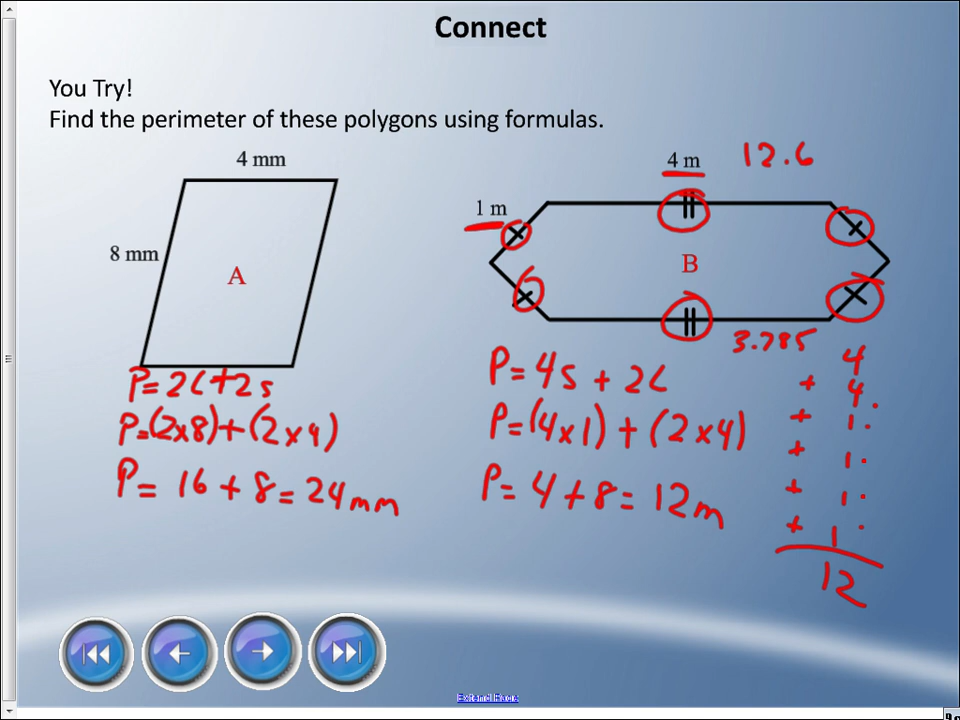 Connect
You Try!
Find the perimeter of these polygons using formulas.
4 mm
8 mm
A
P=2L+2s
P=(2x8)+(2x4)
P= 16+8=24mm
4 m
12.6
1 m
B
3.785
P=4s+2L
P=(4x1)+(2x4)
P=4+8=12m
4
+ 4.
+ 1.
+ 1.
+ 1.
+ 1.
12
Extend Page